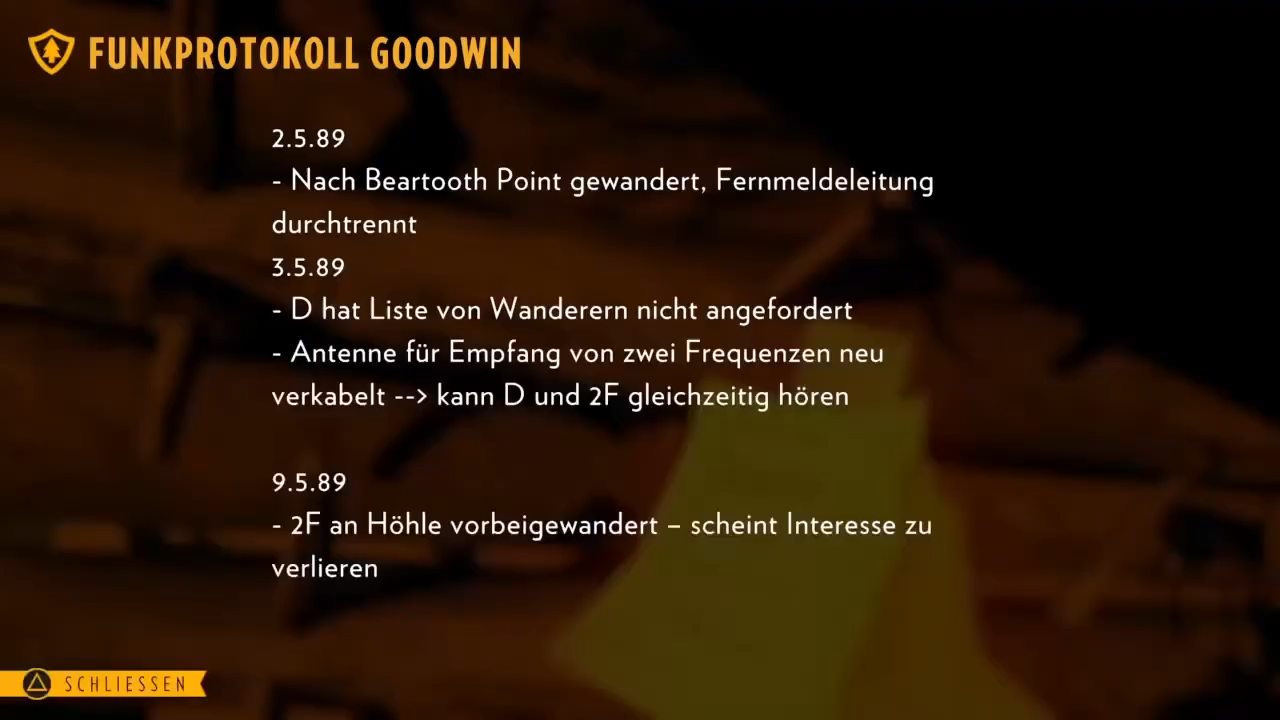 FUNKPROTOKOLL GOODWIN
2.5.89
- Nach Beartooth Point gewandert, Fernmeldeleitung
durchtrennt
3.5.89
- D hat Liste von Wanderern nicht angefordert
- Antenne für Empfang von zwei Frequenzen neu
verkabelt --> kann D und 2F gleichzeitig hören
9.5.89
- 2F an Höhle vorbeigewandert – scheint Interesse zu
verlieren
SCHLIESSEN